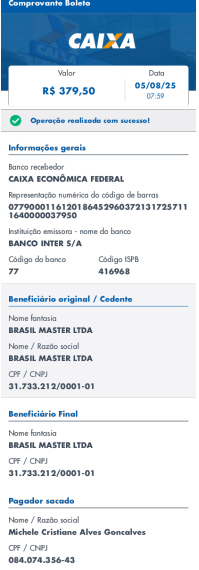 Comprovante Boleto
CAIXA
Valor
R$ 379,50
Data
05/08/25
07:59
Operação realizada com sucesso!
Informações gerais
Banco recebedor
CAIXA ECONÔMICA FEDERAL
Representação numérica do código de barras
0779000116120186452960372131725711
1640000037950
Instituição emissora - nome do banco
BANCO INTER S/A
Código do banco
77
Código ISPB
416968
Beneficiário original / Cedente
Nome fantasia
BRASIL MASTER LTDA
Nome / Razão social
BRASIL MASTER LTDA
CPF / CNPJ
31.733.212/0001-01
Beneficiário Final
Nome fantasia
BRASIL MASTER LTDA
CPF / CNPJ
31.733.212/0001-01
Pagador sacado
Nome / Razão social
Michele Cristiane Alves Goncalves
CPF / CNPJ
084.074.356-43